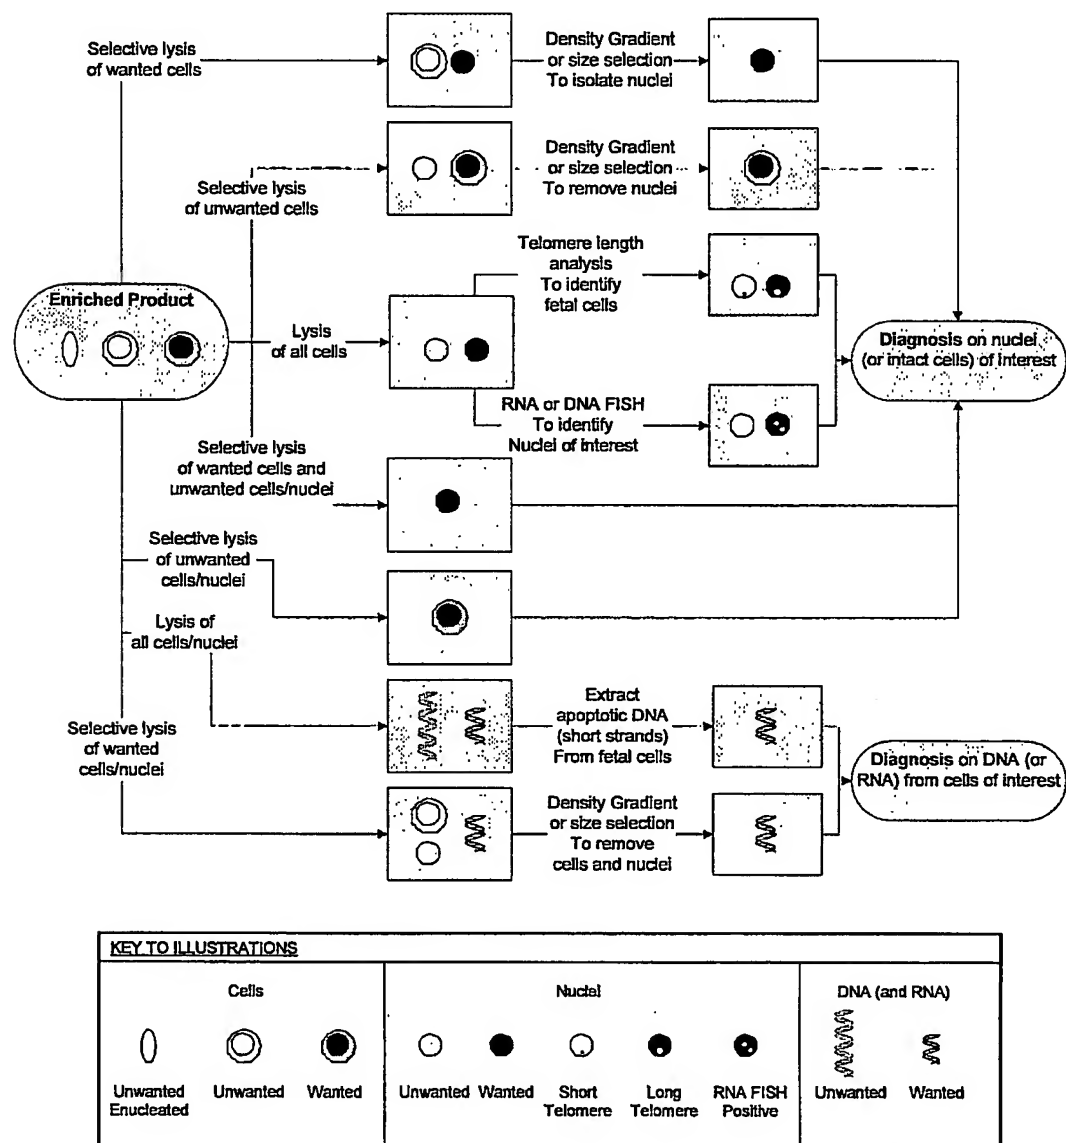 Selective lysis
of wanted cells
Density Gradient
or size selection
To isolate nuclei
Selective lysis
of unwanted cells
Density Gradient
or size selection
To remove nuclei
Telomere length
analysis
To identify
fetal cells
Enriched Product
Lysis
of all cells
Diagnosis on nuclei
(or intact cells) of interest
RNA or DNA FISH
To identify
Nuclei of interest
Selective lysis
of wanted cells and
unwanted cells/nuclei
Selective lysis
of unwanted
cells/nuclei
Lysis of
all cells/nuclei
Selective lysis
of wanted
cells/nuclei
Extract
apoptotic DNA
(short strands)
From fetal cells
Diagnosis on DNA (or
RNA) from cells of interest
Density Gradient
or size selection
To remove
cells and nuclei
KEY TO ILLUSTRATIONS
Cells
Unwanted
Enucleated
Unwanted
Wanted
Nuclei
Unwanted
Wanted
Short
Telomere
Long
Telomere
RNA FISH
Positive
DNA (and RNA)
Unwanted
Wanted